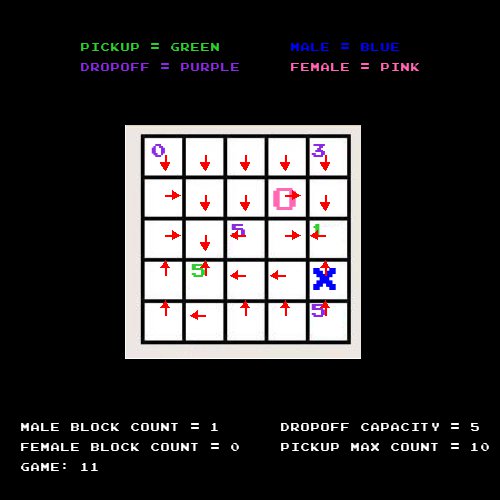 PICKUP = GREEN MALE = BLUE
DROPOFF = PURPLE FEMALE = PINK
0 3
0
5 1
5 X
5
MALE BLOCK COUNT = 1 DROPOFF CAPACITY = 5
FEMALE BLOCK COUNT = 0 PICKUP MAX COUNT = 10
GAME: 11